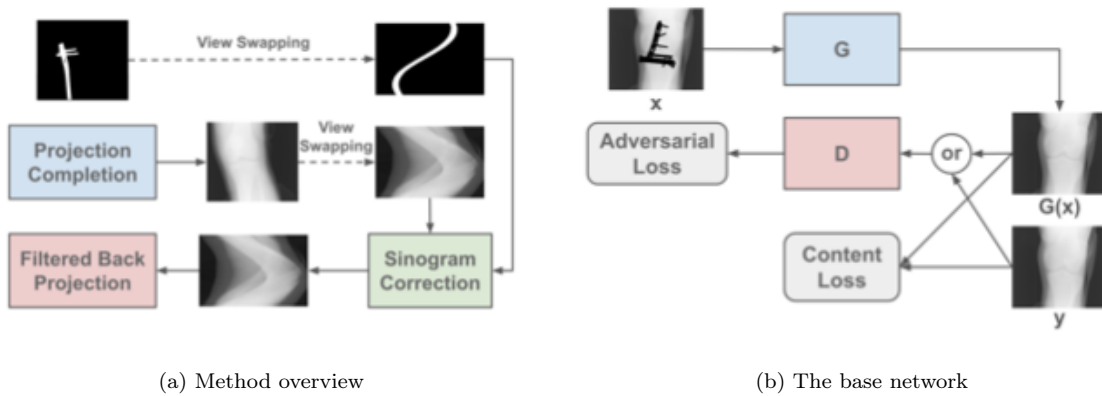 View Swapping
Projection
Completion
View
Swapping
Filtered Back
Projection
Sinogram
Correction
(a) Method overview
x
G
Adversarial
Loss
D
or
G(x)
Content
Loss
y
(b) The base network